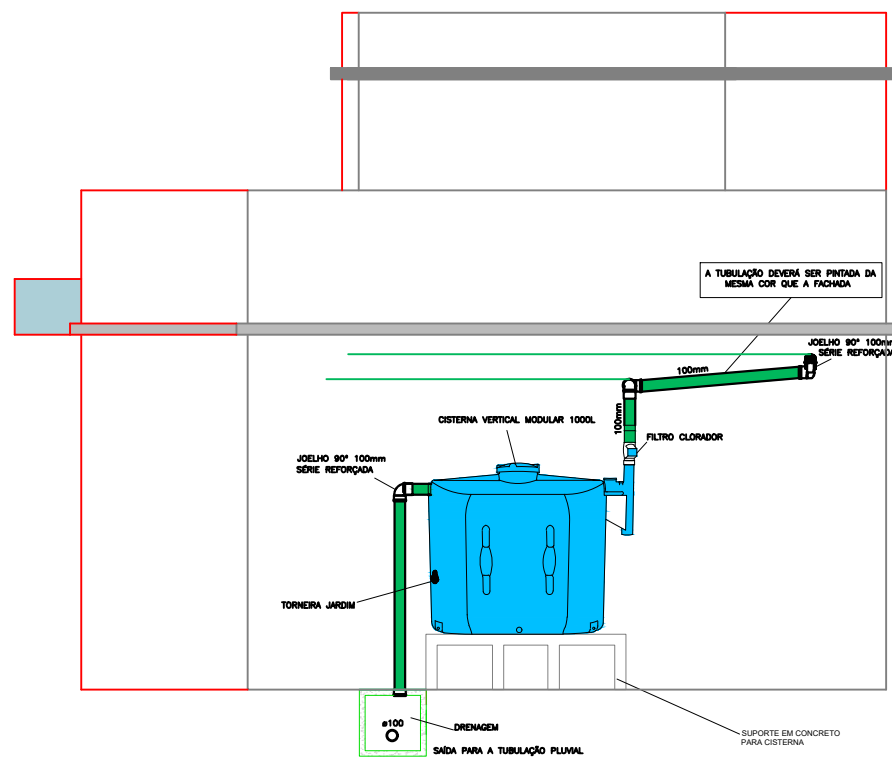 A TUBULAÇÃO DEVERÁ SER PINTADA DA
MESMA COR QUE A FACHADA
JOELHO 90° 100mm
SÉRIE REFORÇADA
100mm
100mm
CISTERNA VERTICAL MODULAR 1000L
FILTRO CLORADOR
JOELHO 90° 100mm
SÉRIE REFORÇADA
TORNEIRA JARDIM
ø100
DRENAGEM
SAÍDA PARA A TUBULAÇÃO PLUVIAL
SUPORTE EM CONCRETO
PARA CISTERNA